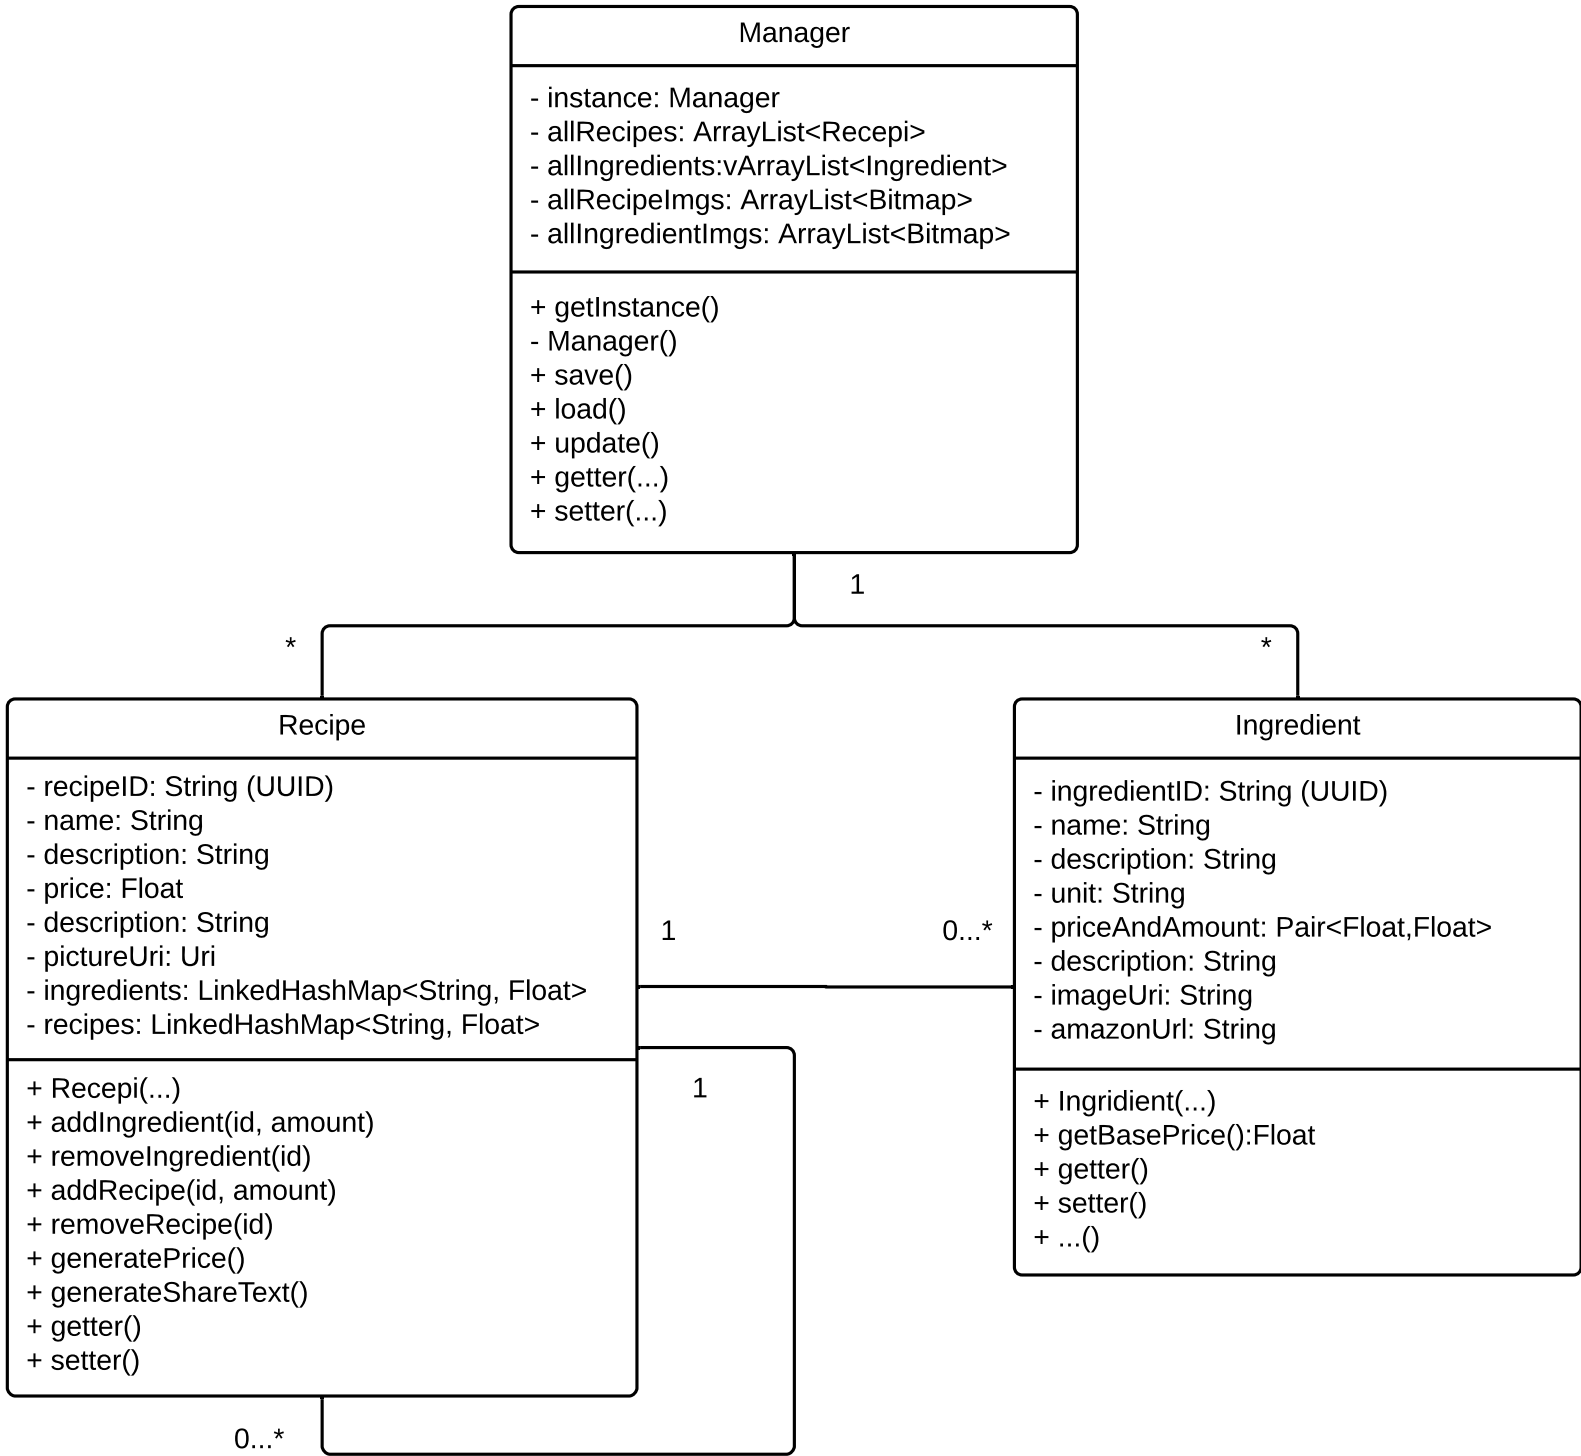 Manager
- instance: Manager
- allRecipes: ArrayList<Recepi>
- allIngredients:vArrayList<Ingredient>
- allRecipeImgs: ArrayList<Bitmap>
- allIngredientImgs: ArrayList<Bitmap>
+ getInstance()
- Manager()
+ save()
+ load()
+ update()
+ getter(...)
+ setter(...)
1
*
*
Recipe
- recipeID: String (UUID)
- name: String
- description: String
- price: Float
- description: String
- pictureUri: Uri
- ingredients: LinkedHashMap<String, Float>
- recipes: LinkedHashMap<String, Float>
+ Recepi(...)
+ addIngredient(id, amount)
+ removeIngredient(id)
+ addRecipe(id, amount)
+ removeRecipe(id)
+ generatePrice()
+ generateShareText()
+ getter()
+ setter()
1
0...*
1
0...*
Ingredient
- ingredientID: String (UUID)
- name: String
- description: String
- unit: String
- priceAndAmount: Pair<Float,Float>
- description: String
- imageUri: String
- amazonUrl: String
+ Ingridient(...)
+ getBasePrice():Float
+ getter()
+ setter()
+ ...()